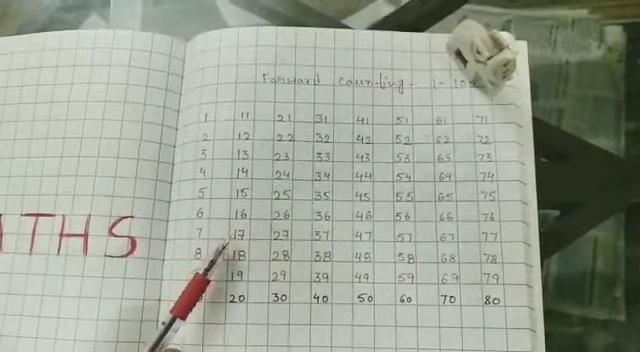 Forward counting - 1-10
1 11 21 31 41 51 61 71
2 12 22 32 42 52 62 72
3 13 23 33 43 53 63 73
4 14 24 34 44 54 64 74
5 15 25 35 45 55 65 75
6 16 26 36 46 56 66 76
7 17 27 37 47 57 67 77
8 18 28 38 48 58 68 78
19 29 39 49 59 69 79
20 30 40 50 60 70 80
THS